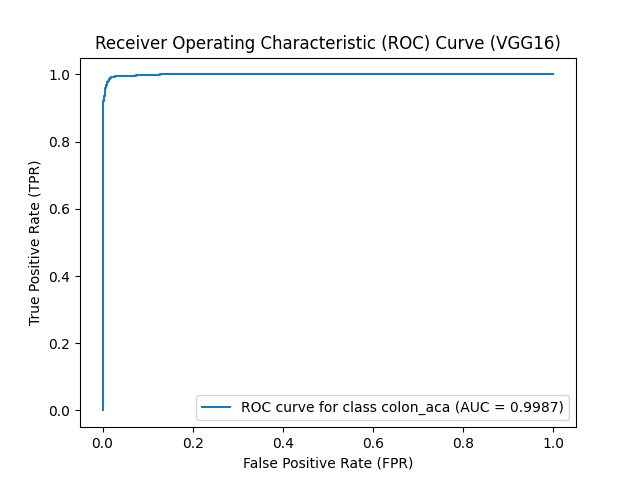 Receiver Operating Characteristic (ROC) Curve (VGG16)
1.0
0.8
0.6
0.4
0.2
0.0
True Positive Rate (TPR)
ROC curve for class colon_aca (AUC = 0.9987)
0.0 0.2 0.4 0.6 0.8 1.0
False Positive Rate (FPR)